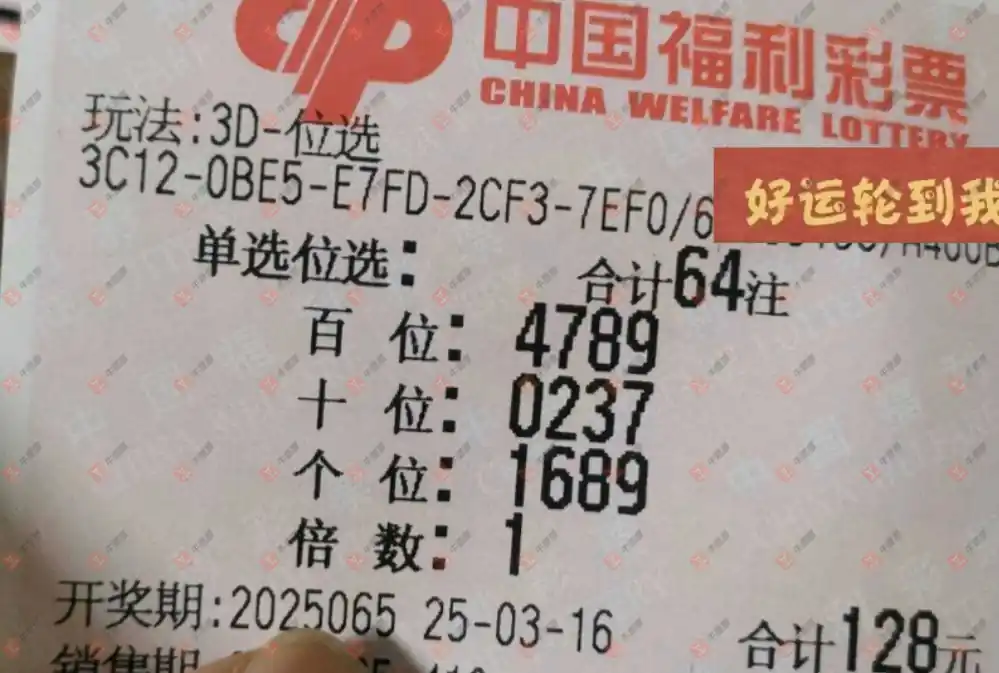 中国福利彩票
CHINA WELFARE LOTTERY
玩法:3D-位选
3C12-0BE5-E7FD-2CF3-7EF0/6
好运轮到我
单选位选: 合计64注
百 位: 4789
十 位: 0237
个 位: 1689
倍 数: 1
开奖期:2025065 25-03-16 合计128元
销售期